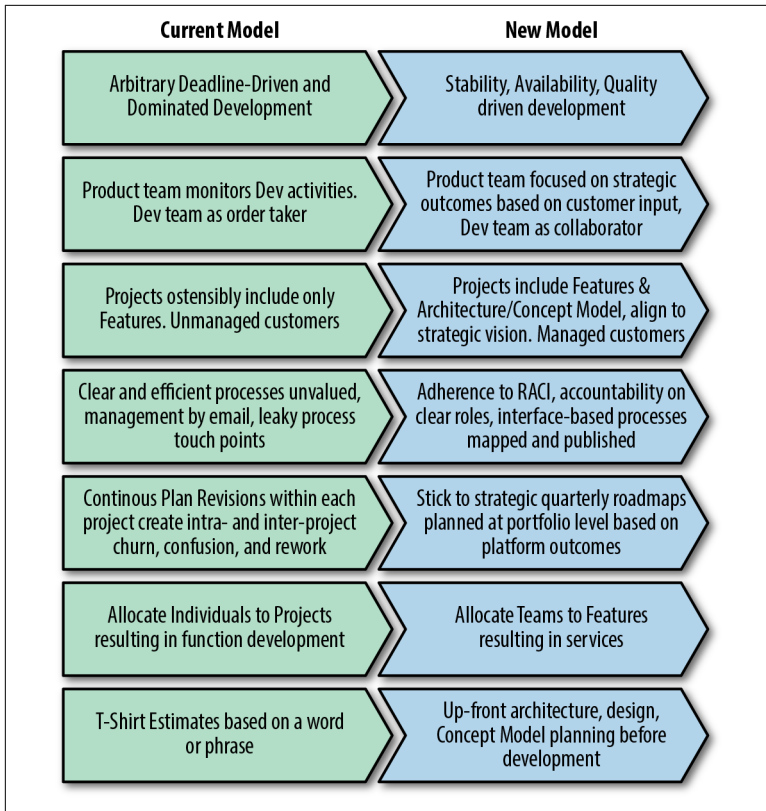 Current Model
New Model
Arbitrary Deadline-Driven and
Dominated Development
Stability, Availability, Quality
driven development
Product team monitors Dev activities.
Dev team as order taker
Product team focused on strategic
outcomes based on customer input,
Dev team as collaborator
Projects ostensibly include only
Features. Unmanaged customers
Projects include Features &
Architecture/Concept Model, align to
strategic vision. Managed customers
Clear and efficient processes unvalued,
management by email, leaky process
touch points
Adherence to RACI, accountability on
clear roles, interface-based processes
mapped and published
Continous Plan Revisions within each
project create intra- and inter-project
churn, confusion, and rework
Stick to strategic quarterly roadmaps
planned at portfolio level based on
platform outcomes
Allocate Individuals to Projects
resulting in function development
Allocate Teams to Features
resulting in services
T-Shirt Estimates based on a word
or phrase
Up-front architecture, design,
Concept Model planning before
development